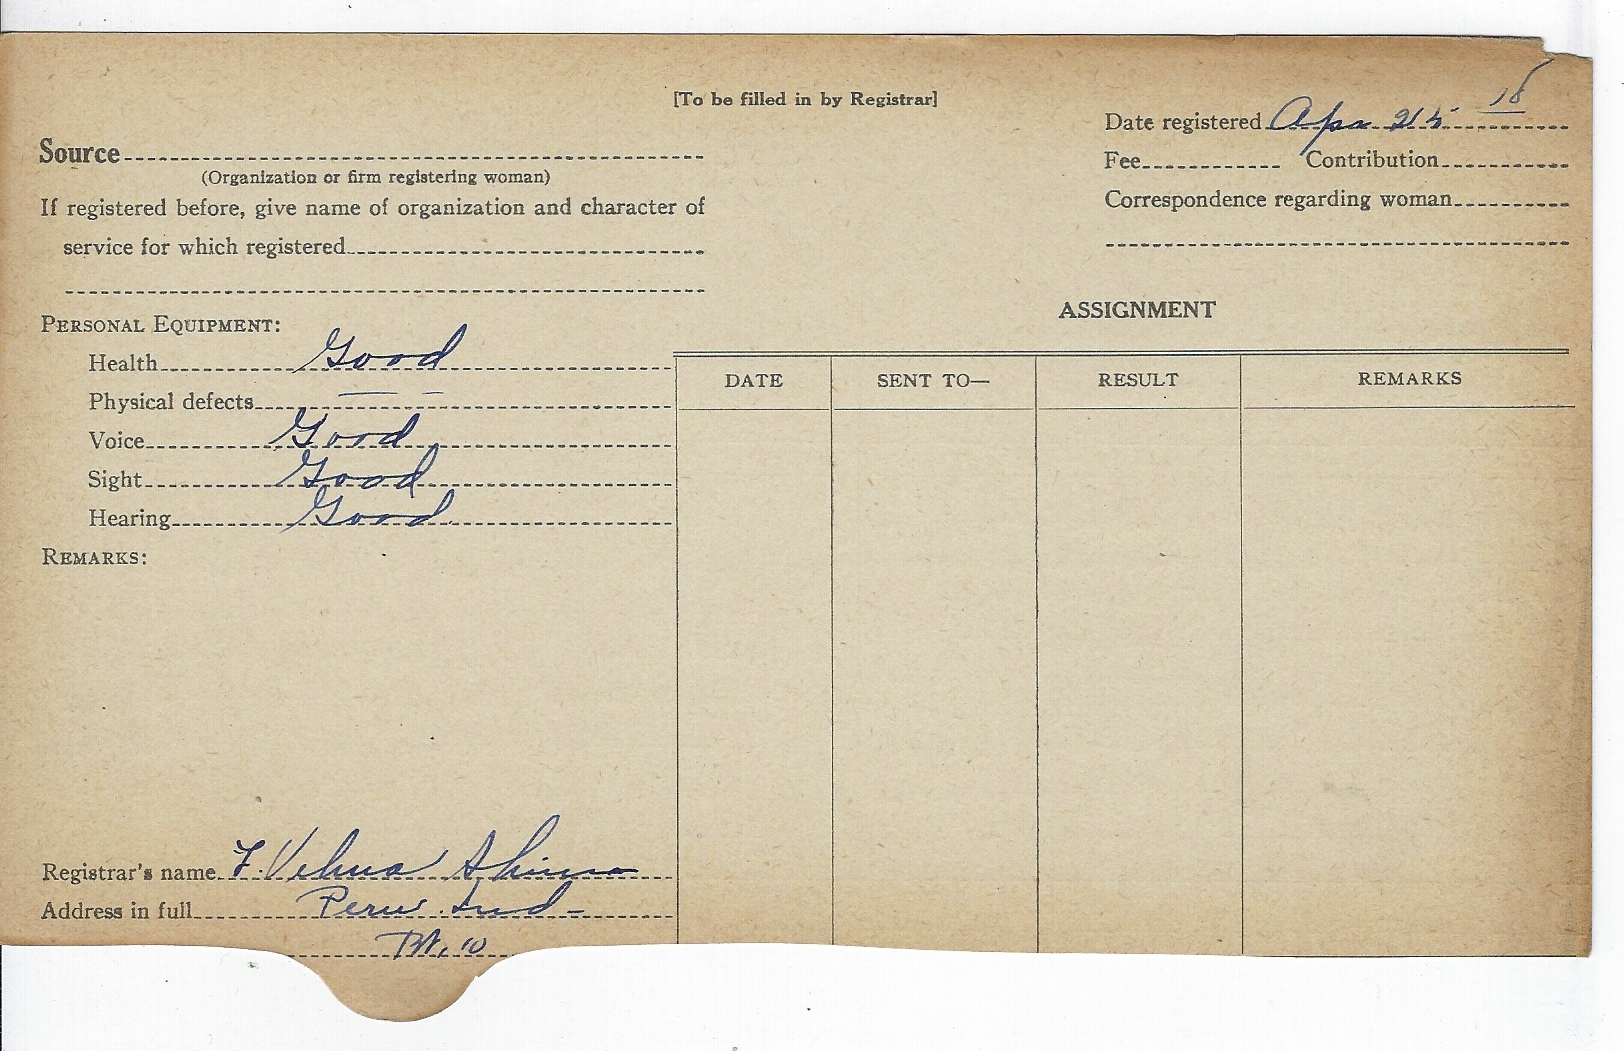 [To be filled in by Registrar]
Date registered Apr 18
Fee Contribution
Correspondence regarding woman
Source
(Organization or firm registering woman)
If registered before, give name of organization and character of
service for which registered
PERSONAL EQUIPMENT:
Health Good
Physical defects — —
Voice Good
Sight Good
Hearing Good
REMARKS:
Registrar's name F. Velma
Address in full Peru. Ind-
ASSIGNMENT
DATE SENT TO— RESULT REMARKS